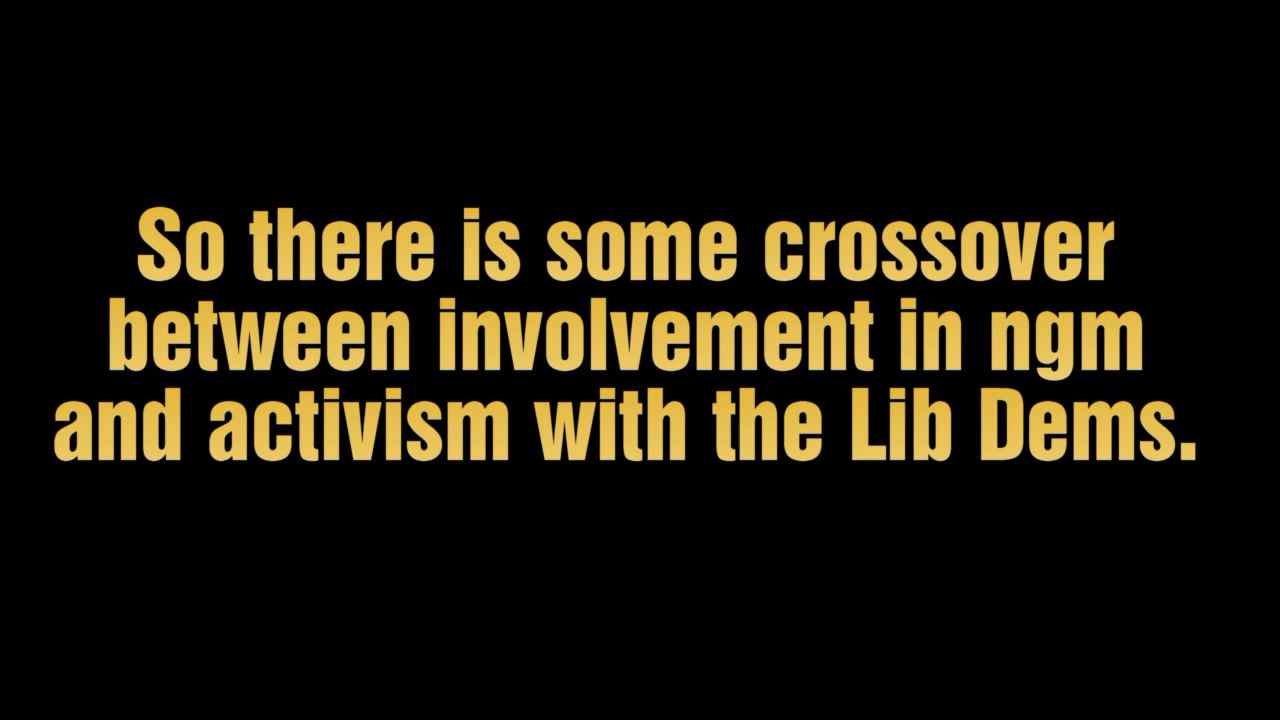 So there is some crossover
between involvement in ngm
and activism with the Lib Dems.